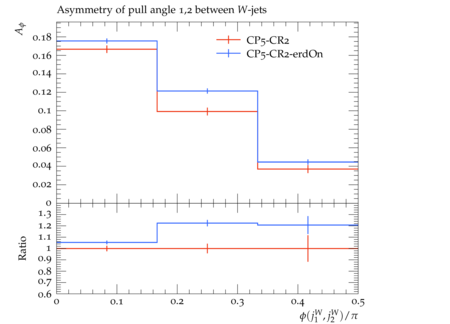 Asymmetry of pull angle 1,2 between W-jets
Aϕ
0.18
0.16
0.14
0.12
0.1
0.08
0.06
0.04
0.02
0
CP5-CR2
CP5-CR2-erdOn
Ratio
1.3
1.2
1.1
1
0.9
0.8
0.7
0.6
0 0.1 0.2 0.3 0.4 0.5
ϕ(j₁ᵂ, j₂ᵂ)/π